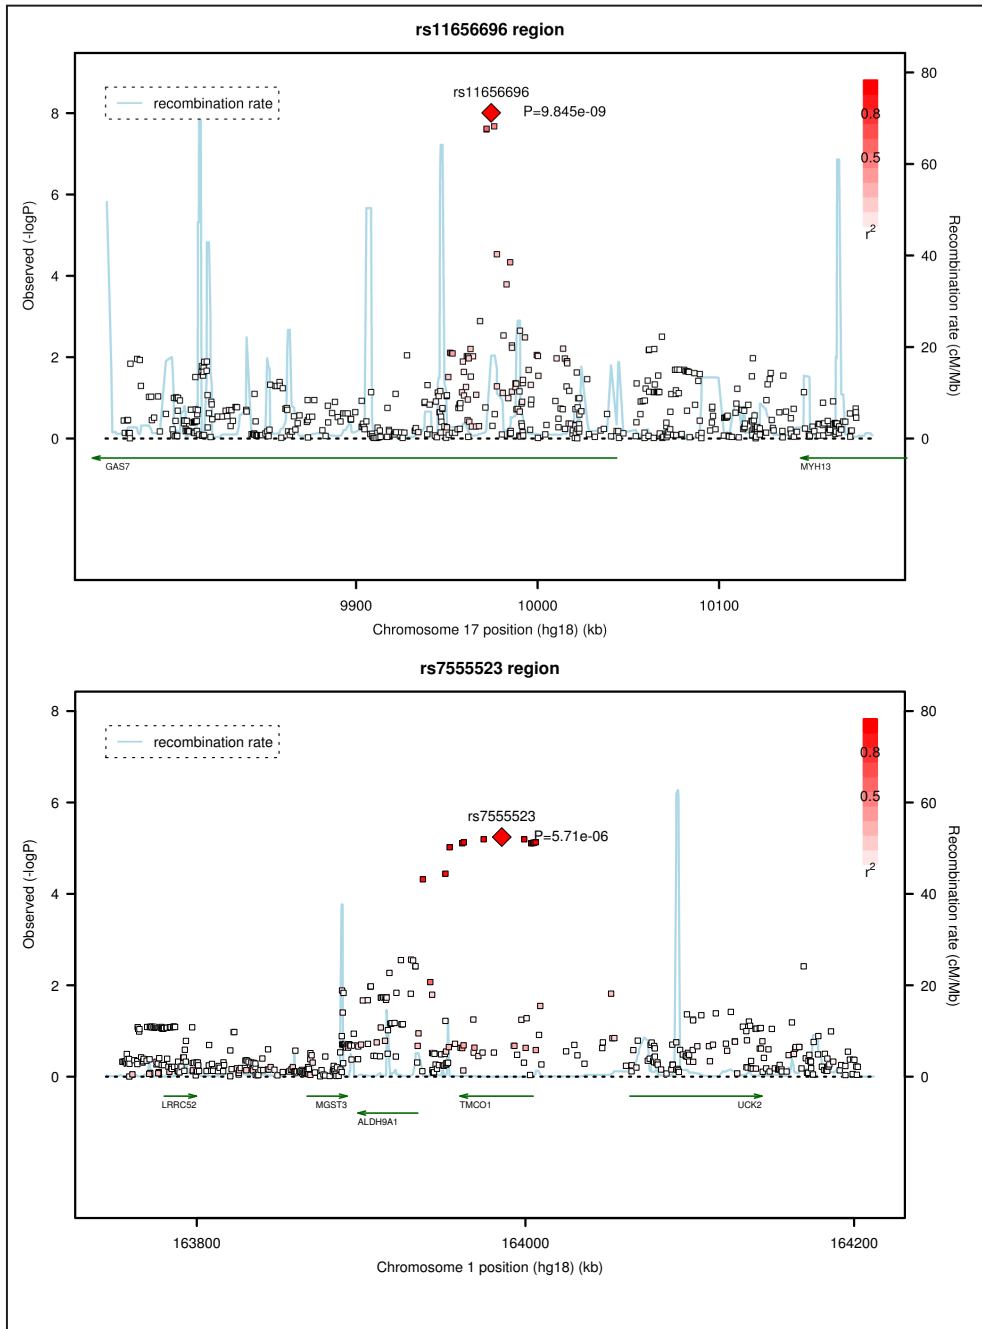 rs11656696 region
recombination rate
rs11656696
P=9.845e-09
0.8
0.5
r2
Observed (-logP)
0
2
4
6
8
Recombination rate (cM/Mb)
0
20
40
60
80
GAS7
MYH13
9900
10000
10100
Chromosome 17 position (hg18) (kb)
rs7555523 region
recombination rate
rs7555523
P=5.71e-06
0.8
0.5
r2
Observed (-logP)
0
2
4
6
8
Recombination rate (cM/Mb)
0
20
40
60
80
LRRC52
MGST3
ALDH9A1
TMCO1
UCK2
163800
164000
164200
Chromosome 1 position (hg18) (kb)